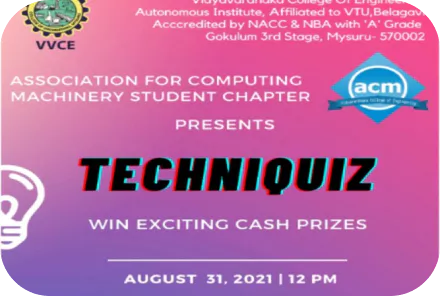 Vidyavardhaka College Of Engineer
Autonomous Institute, Affiliated to VTU, Belagav
Acccredited by NACC & NBA with 'A' Grade
Gokulum 3rd Stage, Mysuru- 570002
VVCE
ASSOCIATION FOR COMPUTING
MACHINERY STUDENT CHAPTER
acm
PRESENTS
TECHNIQUIZ
WIN EXCITING CASH PRIZES
AUGUST 31, 2021 | 12 PM